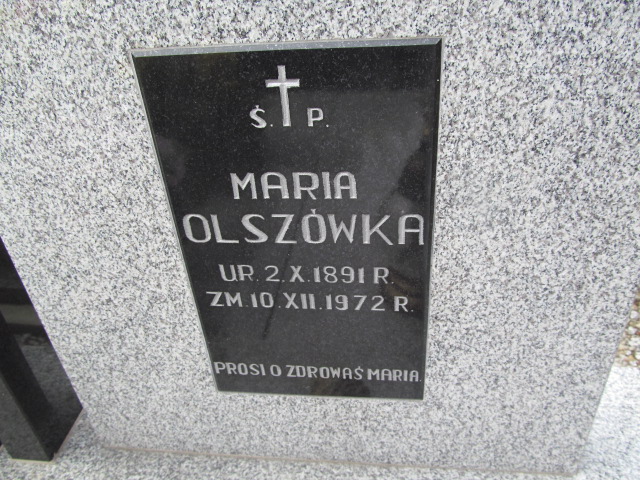 Ś. P.
MARIA
OLSZÓWKA
UR. 2.X.1891 R.
ZM. 10.XII.1972 R.
PROSI O ZDROWAŚ MARIA